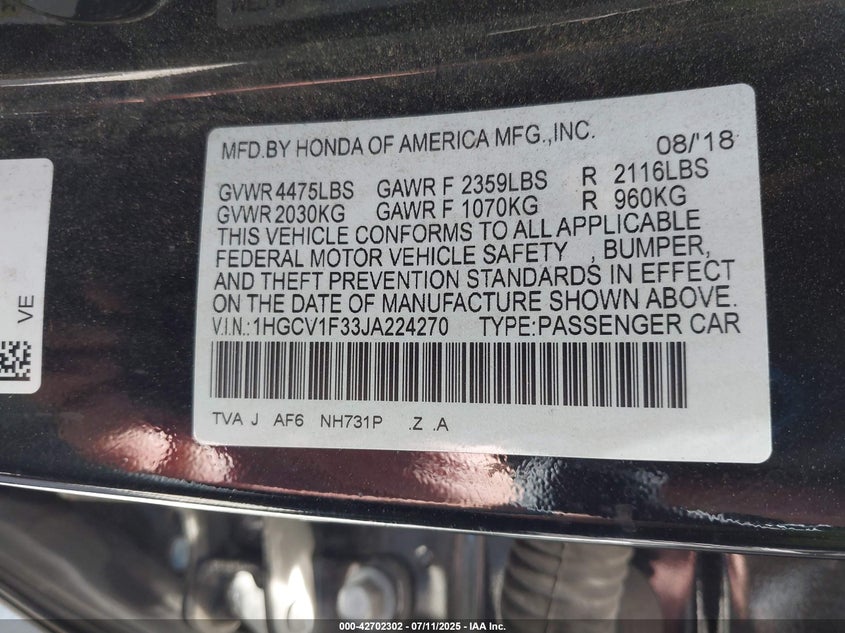 MFD.BY HONDA OF AMERICA MFG.,INC. 08/'18
GVWR 4475LBS GAWR F 2359LBS R 2116LBS
GVWR 2030KG GAWR F 1070KG R 960KG
THIS VEHICLE CONFORMS TO ALL APPLICABLE
FEDERAL MOTOR VEHICLE SAFETY , BUMPER,
AND THEFT PREVENTION STANDARDS IN EFFECT
ON THE DATE OF MANUFACTURE SHOWN ABOVE.
V.I.N.:1HGCV1F33JA224270 TYPE:PASSENGER CAR
TVA J AF6 NH731P .Z .A
VE
000-42702302 - 07/11/2025 - IAA Inc.